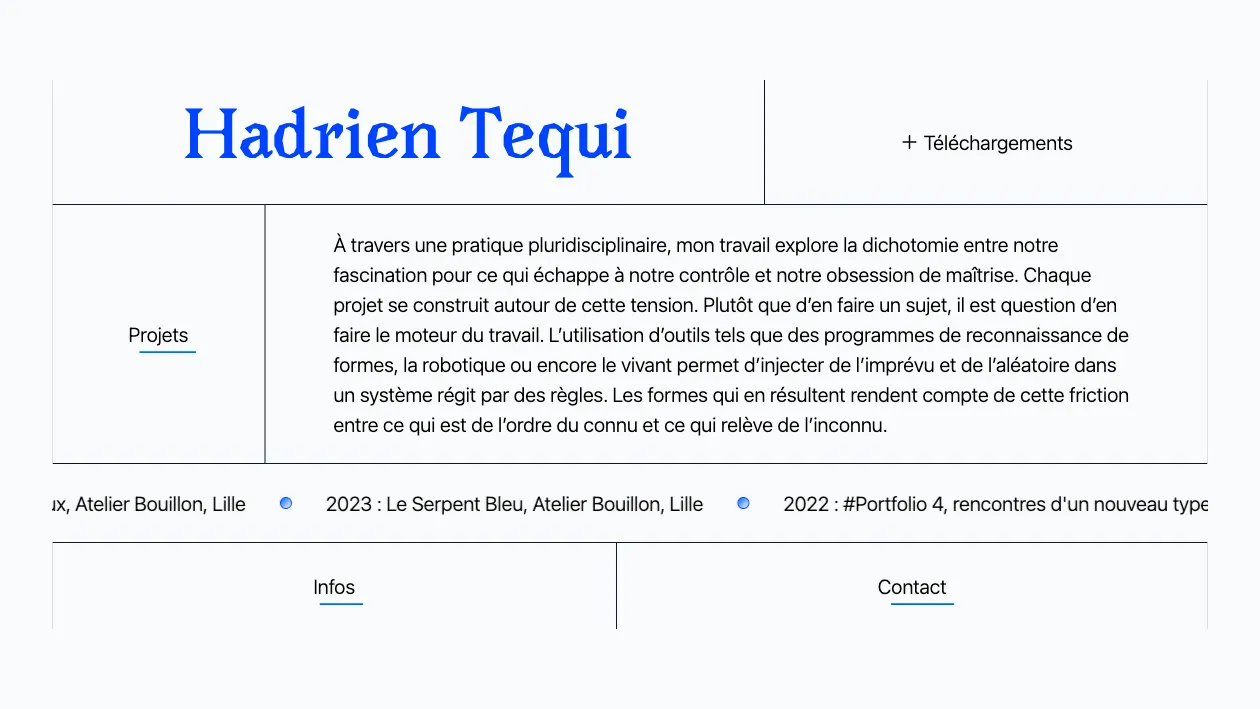 Hadrien Tequi
+ Téléchargements
Projets
À travers une pratique pluridisciplinaire, mon travail explore la dichotomie entre notre
fascination pour ce qui échappe à notre contrôle et notre obsession de maîtrise. Chaque
projet se construit autour de cette tension. Plutôt que d’en faire un sujet, il est question d’en
faire le moteur du travail. L’utilisation d’outils tels que des programmes de reconnaissance de
formes, la robotique ou encore le vivant permet d’injecter de l’imprévu et de l’aléatoire dans
un système régit par des règles. Les formes qui en résultent rendent compte de cette friction
entre ce qui est de l’ordre du connu et ce qui relève de l’inconnu.
Atelier Bouillon, Lille 2023 : Le Serpent Bleu, Atelier Bouillon, Lille 2022 : #Portfolio 4, rencontres d'un nouveau type
Infos Contact